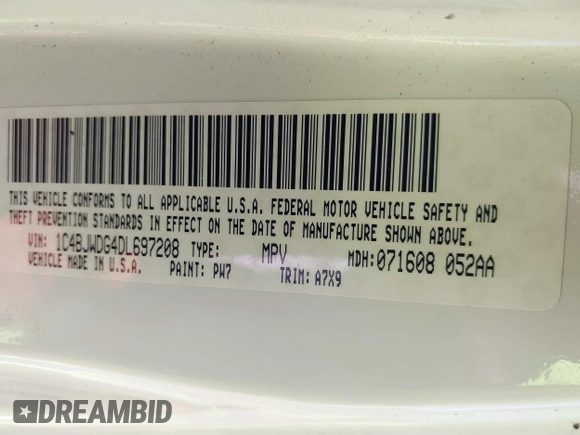 THIS VEHICLE CONFORMS TO ALL APPLICABLE U.S.A. FEDERAL MOTOR VEHICLE SAFETY AND
THEFT PREVENTION STANDARDS IN EFFECT ON THE DATE OF MANUFACTURE SHOWN ABOVE.
VIN: 1C4BJWDG4DL697208 TYPE: MPV MDH:071608 052AA
VEHICLE MADE IN U.S.A. PAINT: PW7 TRIM: A7X9
DREAMBID